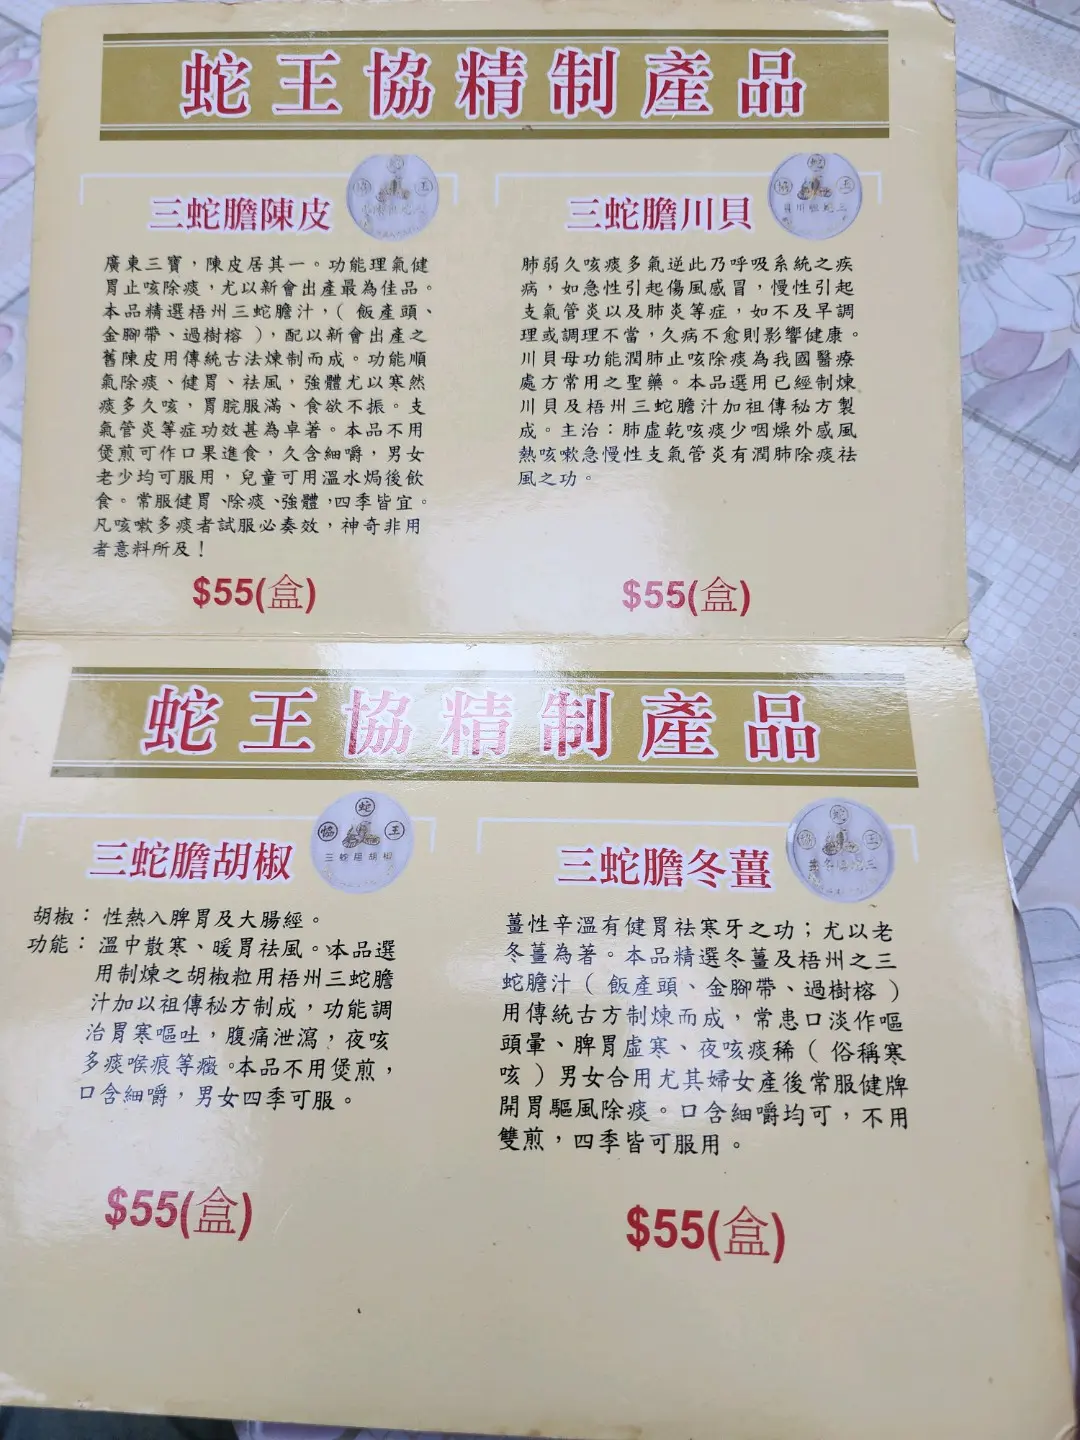 蛇王協精制產品
三蛇膽陳皮
廣東三寶，陳皮居其一。功能理氣健
胃止咳除痰，尤以新會出產最為佳品。
本品精選梧州三蛇膽汁，（飯產頭、
金腳帶、過樹榕），配以新會出產之
舊陳皮用傳統古法煉制而成。功能順
氣除痰、健胃、祛風，強體尤以寒然
痰多久咳，胃脘服滿、食欲不振。支
氣管炎等症功效甚為卓著。本品不用
煲煎可作口果進食，久含細嚼，男女
老少均可服用，兒童可用溫水焗後飲
食。常服健胃、除痰、強體，四季皆宜。
凡咳嗽多痰者試服必奏效，神奇非用
者意料所及！
$55(盒)
三蛇膽川貝
肺弱久咳痰多氣逆此乃呼吸系統之疾
病，如急性引起傷風感冒，慢性引起
支氣管炎以及肺炎等症，如不及早調
理或調理不當，久病不愈則影響健康。
川貝母功能潤肺止咳除痰為我國醫療
處方常用之聖藥。本品選用已經制煉
川貝及梧州三蛇膽汁加祖傳秘方製
成。主治：肺虛乾咳痰少咽燥外感風
熱咳嗽急慢性支氣管炎有潤肺除痰祛
風之功。
$55(盒)
蛇王協精制產品
三蛇膽胡椒
蛇
協 王
三蛇胆胡椒
胡椒：性熱入脾胃及大腸經。
功能：溫中散寒、暖胃祛風。本品選
用制煉之胡椒粒用梧州三蛇膽
汁加以祖傳秘方制成，功能調
治胃寒嘔吐，腹痛泄瀉，夜咳
多痰喉痕等癥。本品不用煲煎，
口含細嚼，男女四季可服。
$55(盒)
三蛇膽冬薑
薑性辛溫有健胃祛寒牙之功；尤以老
冬薑為著。本品精選冬薑及梧州之三
蛇膽汁（飯產頭、金腳帶、過樹榕）
用傳統古方制煉而成，常患口淡作嘔
頭暈、脾胃虛寒、夜咳痰稀（俗稱寒
咳）男女合用尤其婦女產後常服健脾
開胃驅風除痰。口含細嚼均可，不用
雙煎，四季皆可服用。
$55(盒)